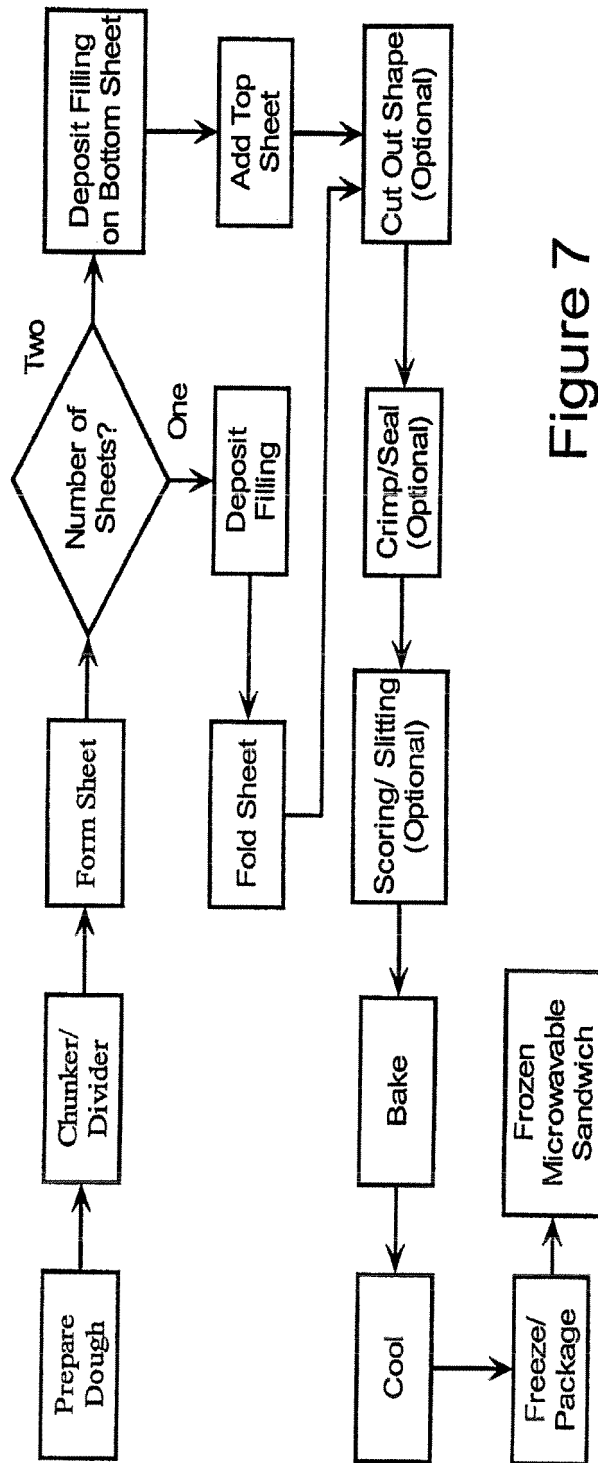 Prepare
Dough
Chunker/
Divider
Form Sheet
Number of
Sheets?
Two
Deposit Filling
on Bottom Sheet
One
Deposit
Filling
Add Top
Sheet
Fold Sheet
Cut Out Shape
(Optional)
Crimp/Seal
(Optional)
Scoring/ Slitting
(Optional)
Bake
Cool
Freeze/
Package
Frozen
Microwavable
Sandwich
Figure 7